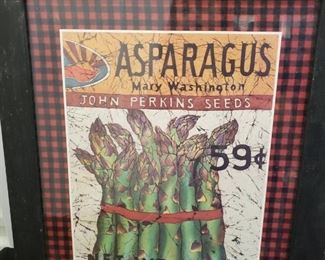 ASPARAGUS
Mary Washington
JOHN PERKINS SEEDS
59¢